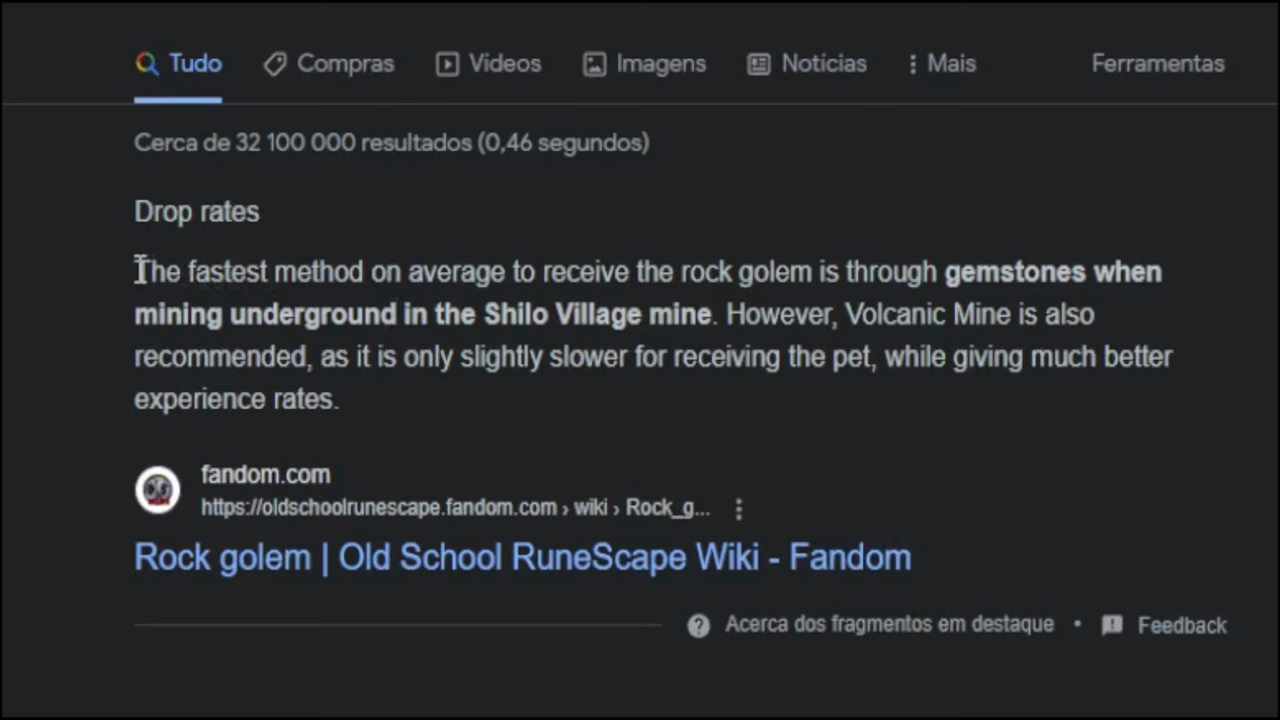 Tudo Compras Vídeos Imagens Notícias Mais Ferramentas
Cerca de 32 100 000 resultados (0,46 segundos)
Drop rates
The fastest method on average to receive the rock golem is through gemstones when
mining underground in the Shilo Village mine. However, Volcanic Mine is also
recommended, as it is only slightly slower for receiving the pet, while giving much better
experience rates.
fandom.com
https://oldschoolrunescape.fandom.com › wiki › Rock_g...
Rock golem | Old School RuneScape Wiki - Fandom
Acerca dos fragmentos em destaque • Feedback